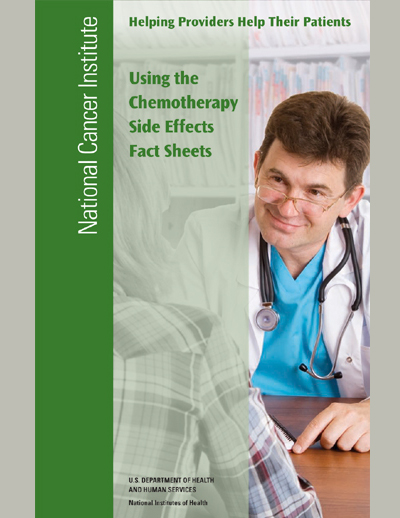 Helping Providers Help Their Patients
National Cancer Institute
Using the
Chemotherapy
Side Effects
Fact Sheets
U.S. DEPARTMENT OF HEALTH
AND HUMAN SERVICES
National Institutes of Health